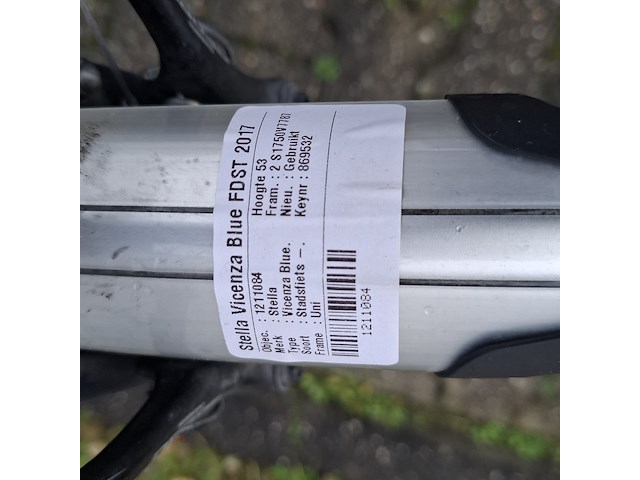 Stella Vicenza Blue FDST 2017
Objec. : 1211084 Hoogte 53
Merk : Stella Fram. : 2 S1750V7787
Type : Vicenza Blue. Nieu. : Gebruikt
Soort : Stadsfiets —. Keynr : 869532
Frame : Uni
1211084